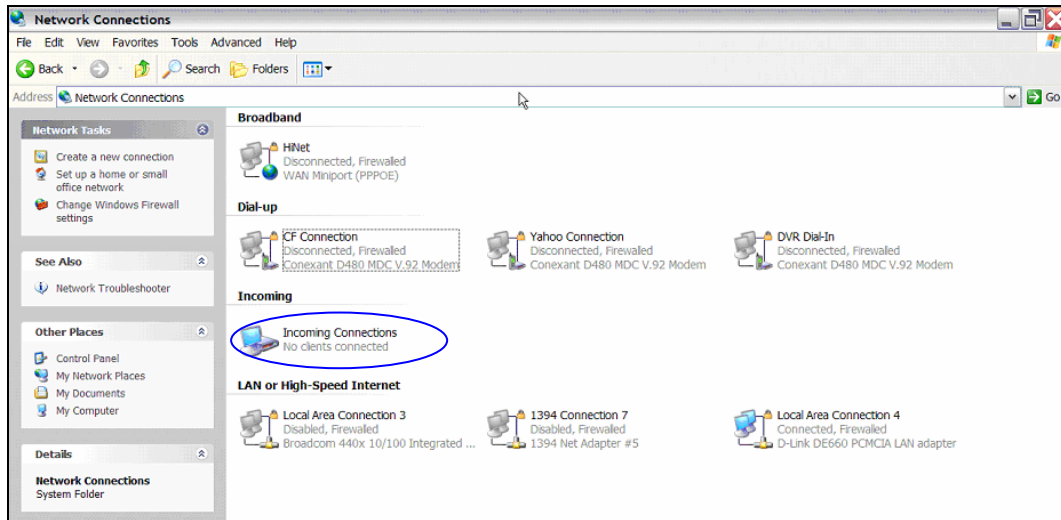 Network Connections
File Edit View Favorites Tools Advanced Help
Back Search Folders
Address Network Connections Go
Network Tasks
Create a new connection
Set up a home or small
office network
Change Windows Firewall
settings
See Also
Network Troubleshooter
Other Places
Control Panel
My Network Places
My Documents
My Computer
Details
Network Connections
System Folder
Broadband
HiNet
Disconnected, Firewalled
WAN Miniport (PPPOE)
Dial-up
CF Connection
Disconnected, Firewalled
Conexant D480 MDC V.92 Modem
Yahoo Connection
Disconnected, Firewalled
Conexant D480 MDC V.92 Modem
DVR Dial-In
Disconnected, Firewalled
Conexant D480 MDC V.92 Modem
Incoming
Incoming Connections
No clients connected
LAN or High-Speed Internet
Local Area Connection 3
Disabled, Firewalled
Broadcom 440x 10/100 Integrated ...
1394 Connection 7
Disabled, Firewalled
1394 Net Adapter #5
Local Area Connection 4
Connected, Firewalled
D-Link DE660 PCMCIA LAN adapter